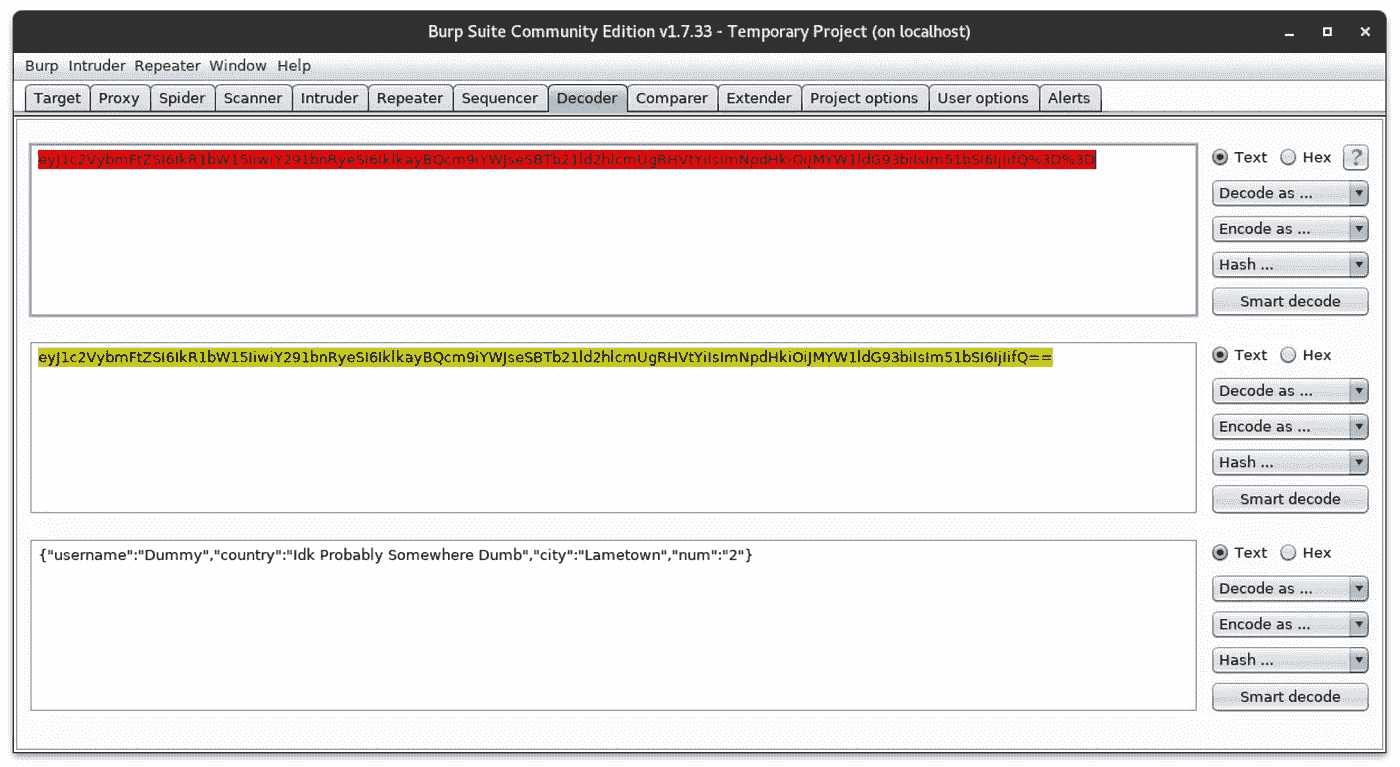 Burp Suite Community Edition v1.7.33 - Temporary Project (on localhost)
Burp Intruder Repeater Window Help
Target Proxy Spider Scanner Intruder Repeater Sequencer Decoder Comparer Extender Project options User options Alerts
eyJ1c2VybmFtZSI6IkR1bW15IiwiY291bnRyeSI6IklkayBQcm9iYWJseSBTb21ld2hlcmUgRHVtYiIsImNpdHkiOiJMYW1ldG93biIsIm51bSI6IjIifQ%3D%3D
Text Hex ?
Decode as ...
Encode as ...
Hash ...
Smart decode
eyJ1c2VybmFtZSI6IkR1bW15IiwiY291bnRyeSI6IklkayBQcm9iYWJseSBTb21ld2hlcmUgRHVtYiIsImNpdHkiOiJMYW1ldG93biIsIm51bSI6IjIifQ==
Text Hex
Decode as ...
Encode as ...
Hash ...
Smart decode
{"username":"Dummy","country":"Idk Probably Somewhere Dumb","city":"Lametown","num":"2"}
Text Hex
Decode as ...
Encode as ...
Hash ...
Smart decode